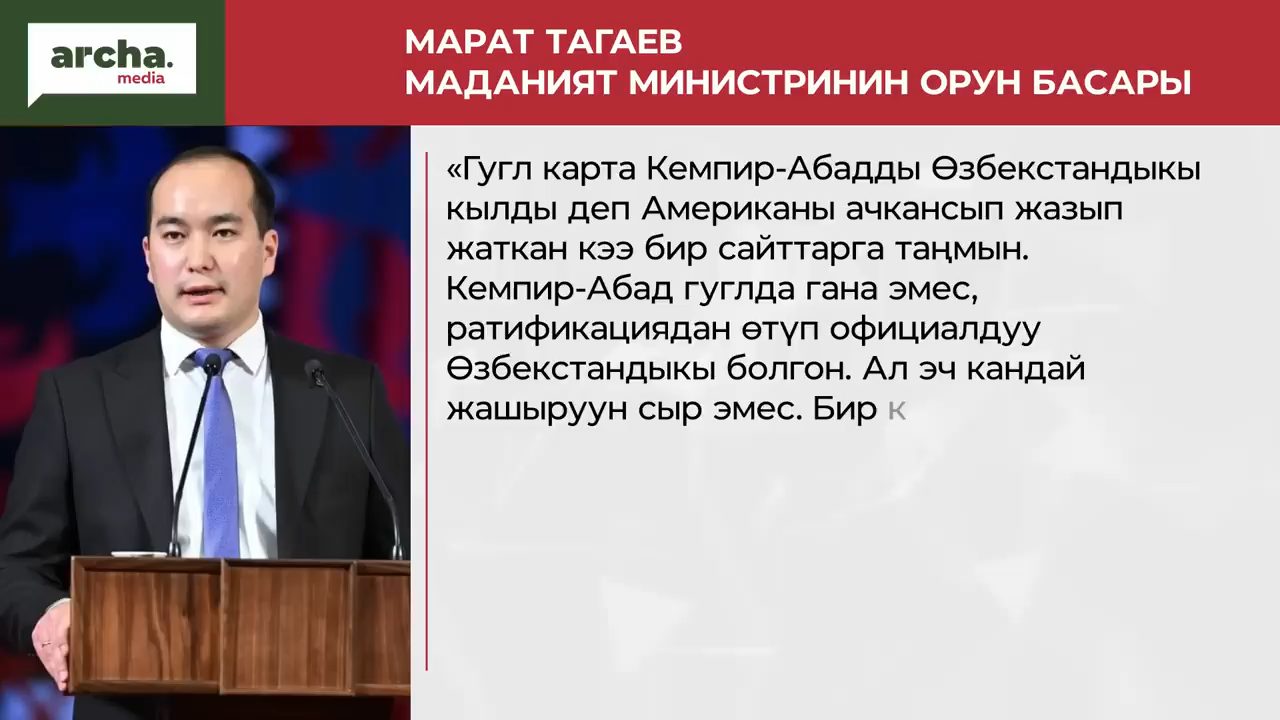 archa.
media
МАРАТ ТАГАЕВ
МАДАНИЯТ МИНИСТРИНИН ОРУН БАСАРЫ
«Гугл карта Кемпир-Абадды Өзбекстандыкы
кылды деп Американы ачкансып жазып
жаткан кээ бир сайттарга таңмын.
Кемпир-Абад гуглда гана эмес,
ратификациядан өтүп официалдуу
Өзбекстандыкы болгон. Ал эч кандай
жашыруун сыр эмес. Бир к